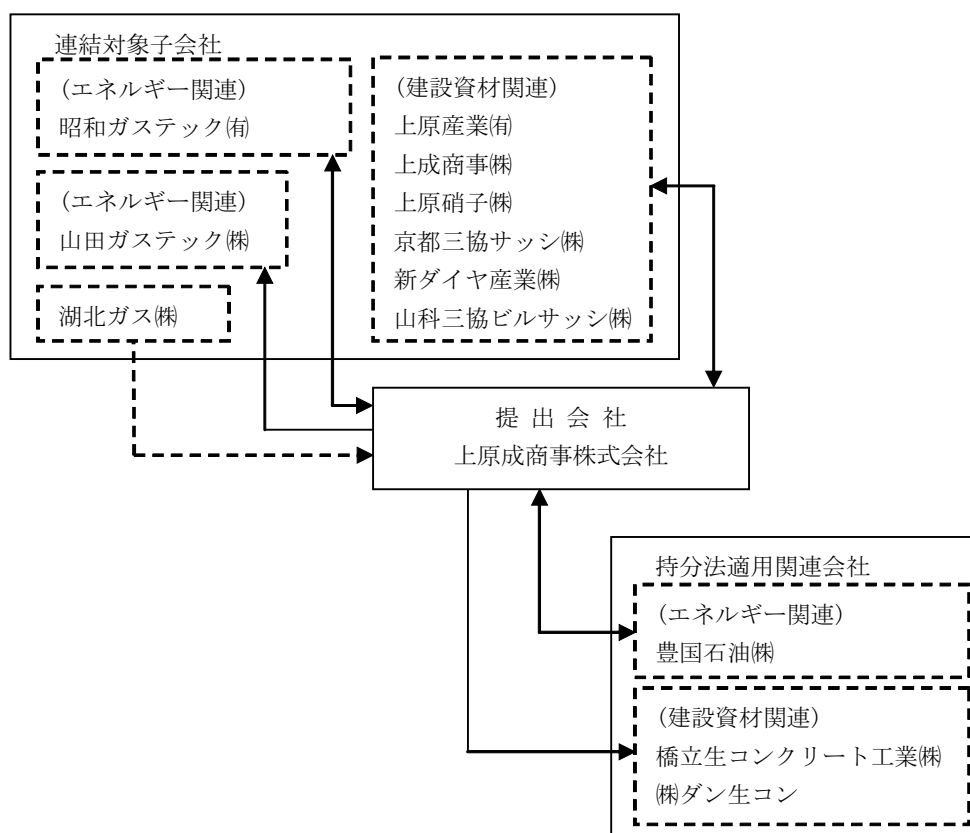 連結対象子会社
(エネルギー関連)
昭和ガステック㈲
(エネルギー関連)
山田ガステック㈱
湖北ガス㈱
(建設資材関連)
上原産業㈲
上成商事㈱
上原硝子㈱
京都三協サッシ㈱
新ダイヤ産業㈱
山科三協ビルサッシ㈱
提出会社
上原成商事株式会社
持分法適用関連会社
(エネルギー関連)
豊国石油㈱
(建設資材関連)
橋立生コンクリート工業㈱
㈱ダン生コン